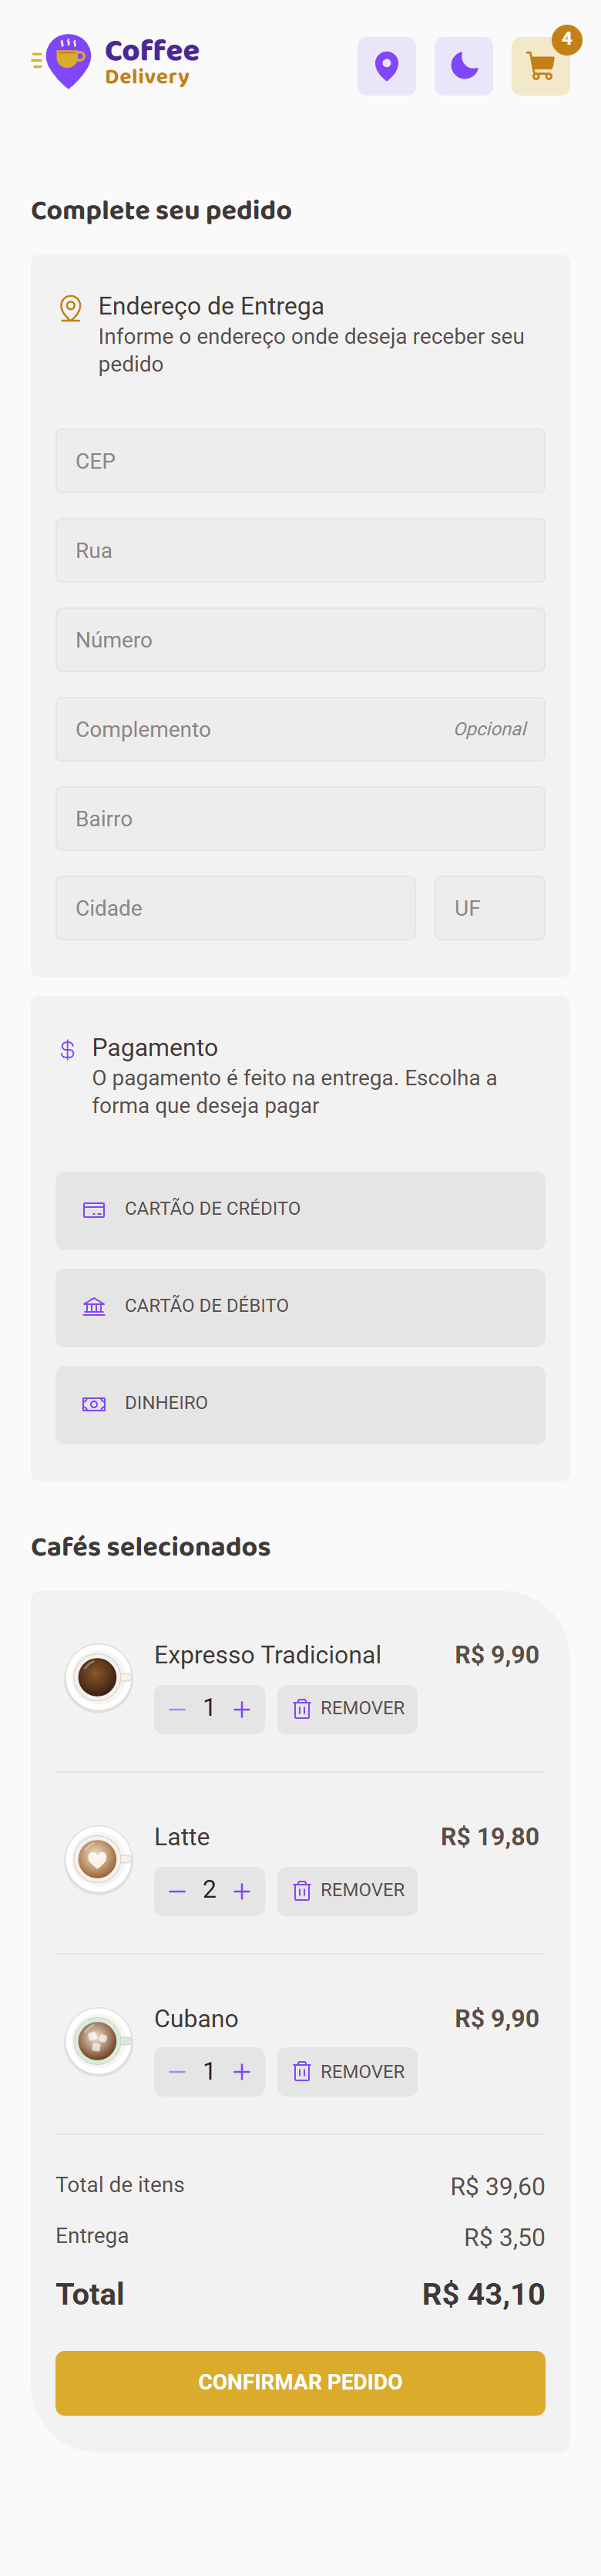 Coffee
Delivery
4
Complete seu pedido
Endereço de Entrega
Informe o endereço onde deseja receber seu
pedido
CEP
Rua
Número
Complemento Opcional
Bairro
Cidade UF
$ Pagamento
O pagamento é feito na entrega. Escolha a
forma que deseja pagar
CARTÃO DE CRÉDITO
CARTÃO DE DÉBITO
DINHEIRO
Cafés selecionados
Expresso Tradicional R$ 9,90
— 1 + REMOVER
Latte R$ 19,80
— 2 + REMOVER
Cubano R$ 9,90
— 1 + REMOVER
Total de itens R$ 39,60
Entrega R$ 3,50
Total R$ 43,10
CONFIRMAR PEDIDO